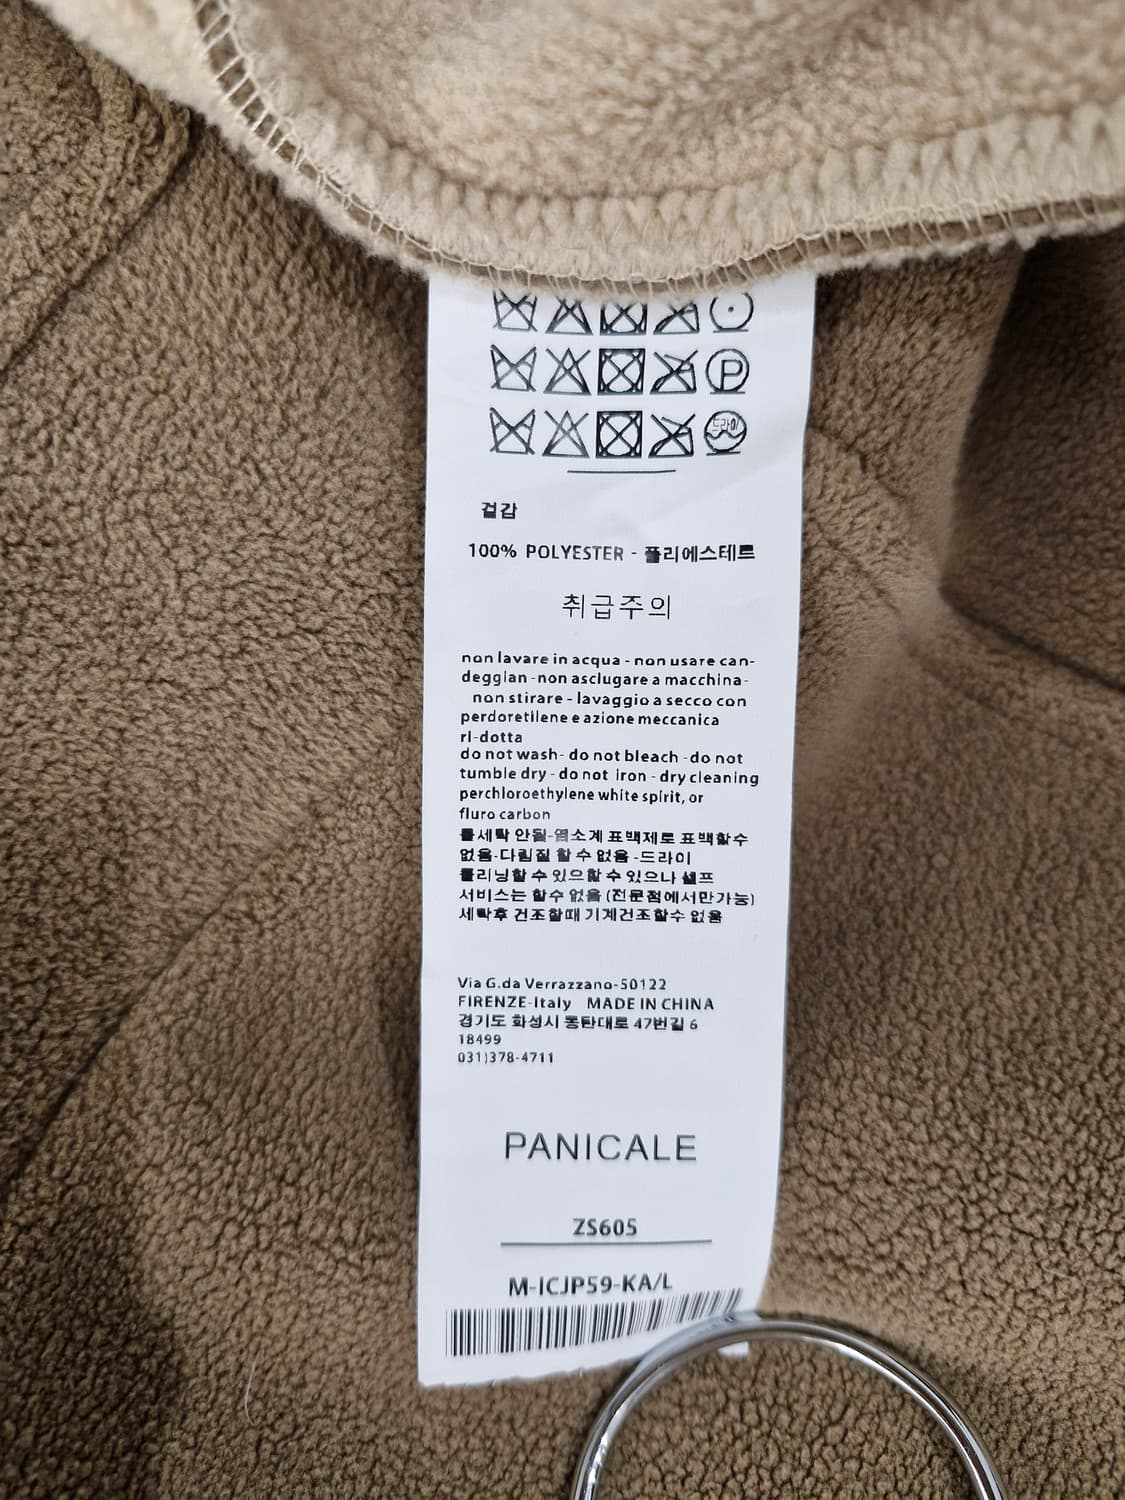 P
드라이
겉감
100% POLYESTER - 폴리에스테르
취급주의
non lavare in acqua - non usare can-
deggian -non asclugare a macchina-
non stirare - lavaggio a secco con
perdoretilene e azione meccanica
rl-dotta
do not wash- do not bleach -do not
tumble dry - do not iron - dry cleaning
perchloroethylene white spirit, or
fluro carbon
물세탁 안됨-염소계 표백제로 표백할수
없음-다림질 할 수 없음 -드라이
클리닝할 수 있으할 수 있으나 셀프
서비스는 할수 없음 (전문점에서만가능)
세탁후 건조할때 기계건조할수 없음
Via G.da Verrazzano-50122
FIRENZE-Italy MADE IN CHINA
경기도 화성시 동탄대로 47번길 6
18499
031)378-4711
PANICALE
ZS605
M-ICJP59-KA/L